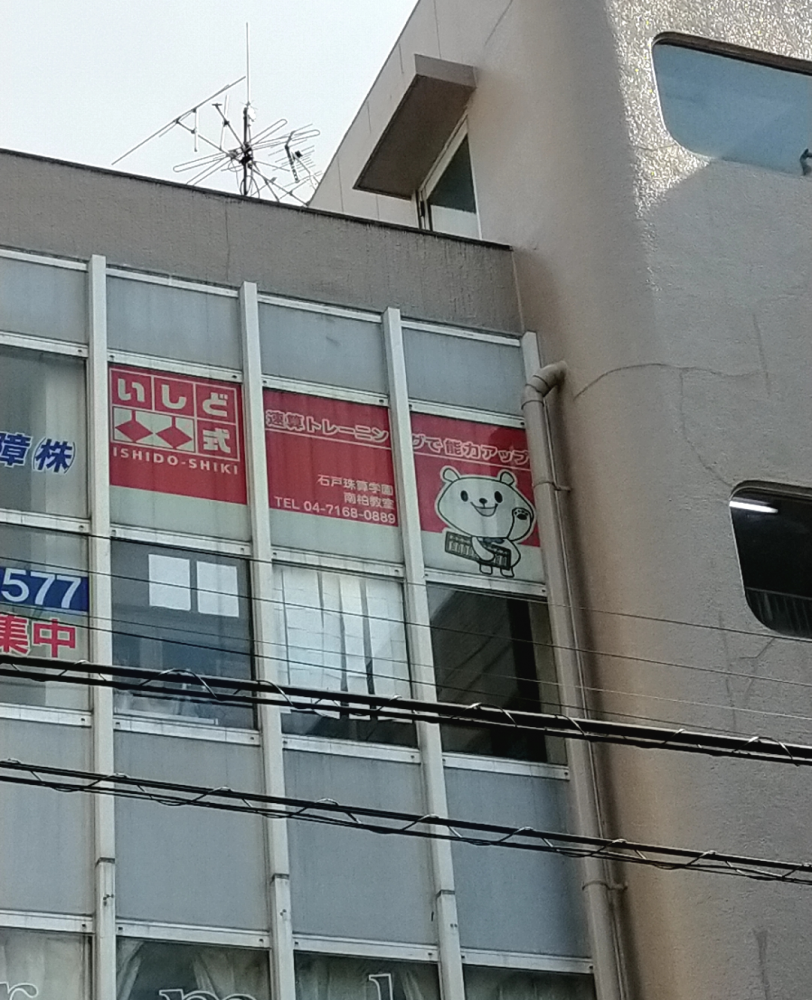 いしど
式
ISHIDO-SHIKI
速算トレーニングで能力アップ
石戸珠算学園
南柏教室
TEL 04-7168-0889
障(株)
577
集中